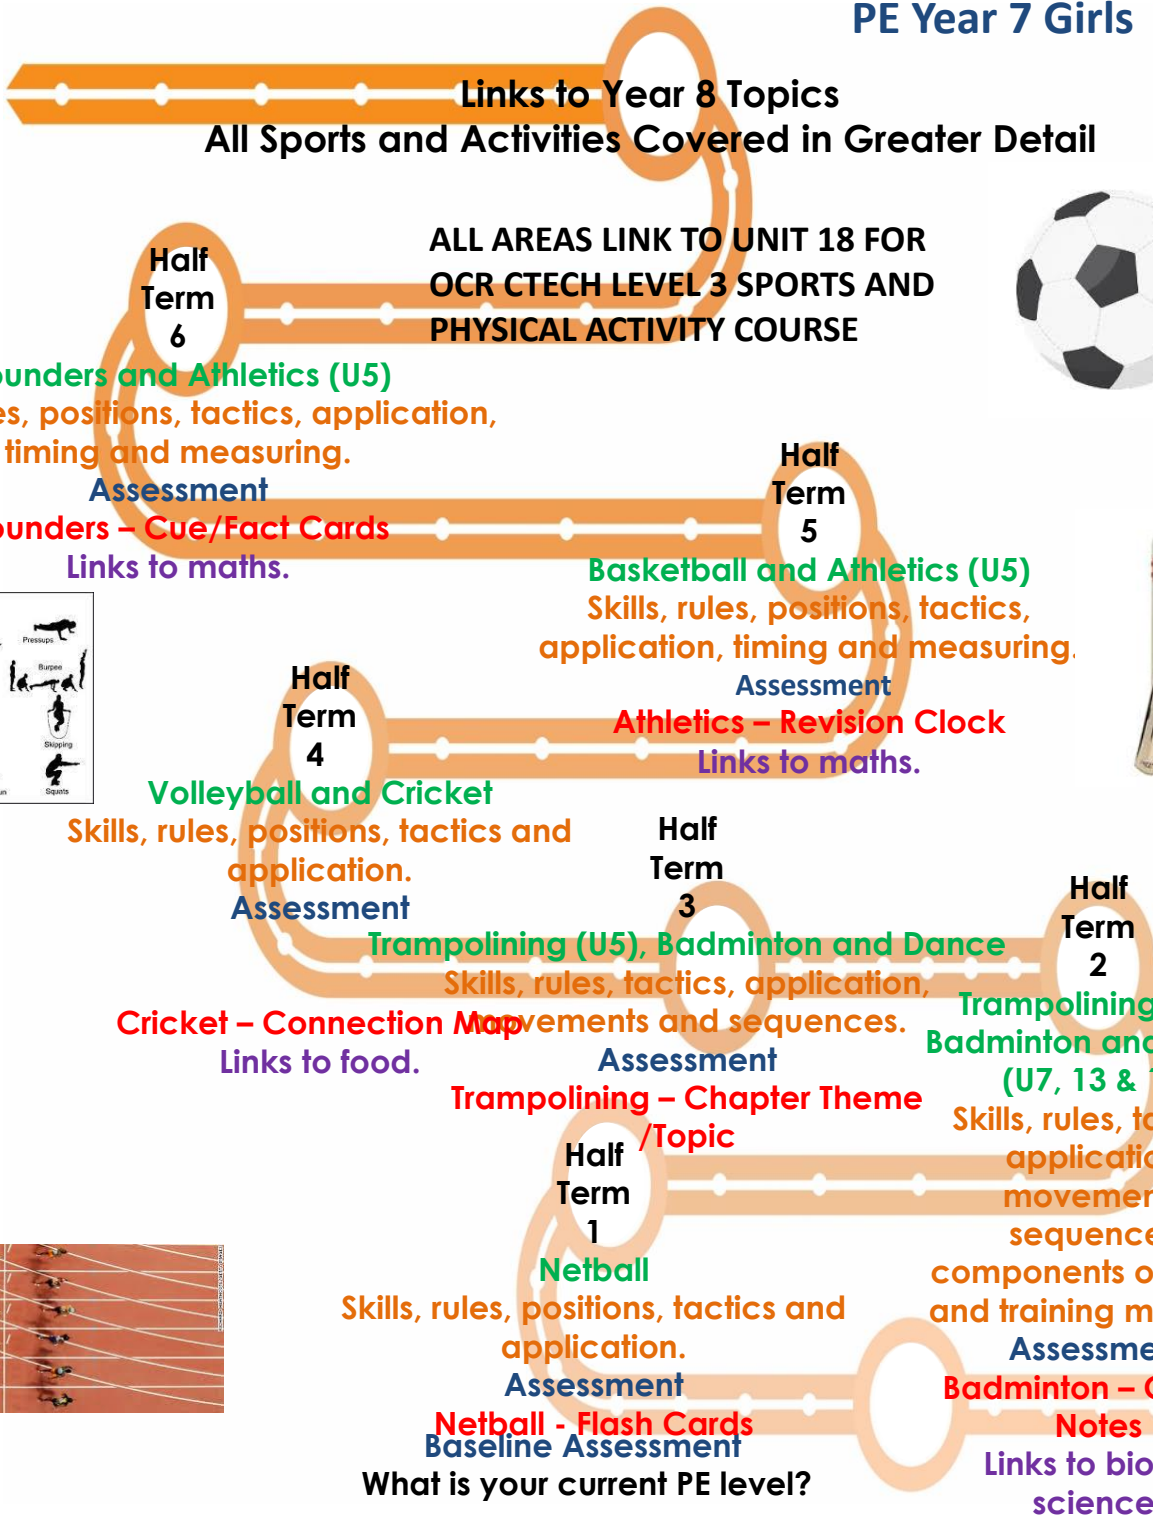 PE Year 7 Girls
Links to Year 8 Topics
All Sports and Activities Covered in Greater Detail
ALL AREAS LINK TO UNIT 18 FOR
OCR CTECH LEVEL 3 SPORTS AND
PHYSICAL ACTIVITY COURSE
Half
Term
6
ounders and Athletics (U5)
es, positions, tactics, application,
timing and measuring.
Assessment
ounders – Cue/Fact Cards
Links to maths.
Half
Term
5
Basketball and Athletics (U5)
Skills, rules, positions, tactics,
application, timing and measuring.
Assessment
Athletics – Revision Clock
Links to maths.
Pressups
Burpee
Skipping
un
Squats
Half
Term
4
Volleyball and Cricket
Skills, rules, positions, tactics and
application.
Assessment
Cricket – Connection Map
Links to food.
Half
Term
3
Trampolining (U5), Badminton and Dance
Skills, rules, tactics, application,
movements and sequences.
Assessment
Trampolining – Chapter Theme
/Topic
Half
Term
2
Trampolining
Badminton and
(U7, 13 &
Skills, rules, ta
applicatio
movemen
sequence
components o
and training m
Assessme
Badminton – C
Notes
Links to bio
science
Half
Term
1
Netball
Skills, rules, positions, tactics and
application.
Assessment
Netball - Flash Cards
Baseline Assessment
What is your current PE level?